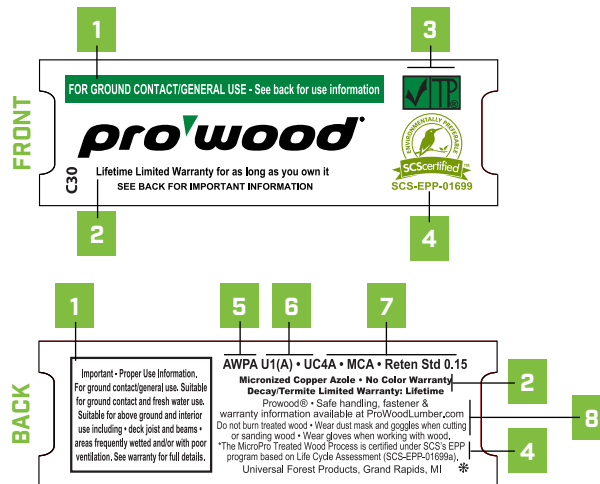 1
3
FRONT
FOR GROUND CONTACT/GENERAL USE - See back for use information
✓TP®
pro'wood®
ENVIRONMENTALLY PREFERABLE
SCScertified™
C30
Lifetime Limited Warranty for as long as you own it
SEE BACK FOR IMPORTANT INFORMATION
SCS-EPP-01699
2
4
1
5
6
7
BACK
AWPA U1(A) • UC4A • MCA • Reten Std 0.15
Important - Proper Use Information.
For ground contact/general use. Suitable
for ground contact and fresh water use.
Suitable for above ground and interior
use including • deck joist and beams •
areas frequently wetted and/or with poor
ventilation. See warranty for full details.
Micronized Copper Azole • No Color Warranty
Decay/Termite Limited Warranty: Lifetime
2
Prowood® • Safe handling, fastener &
warranty information available at ProWoodLumber.com
Do not burn treated wood • Wear dust mask and goggles when cutting
or sanding wood • Wear gloves when working with wood.
8
*The MicroPro Treated Wood Process is certified under SCS's EPP
program based on Life Cycle Assessment (SCS-EPP-01699a).
4
Universal Forest Products, Grand Rapids, MI *